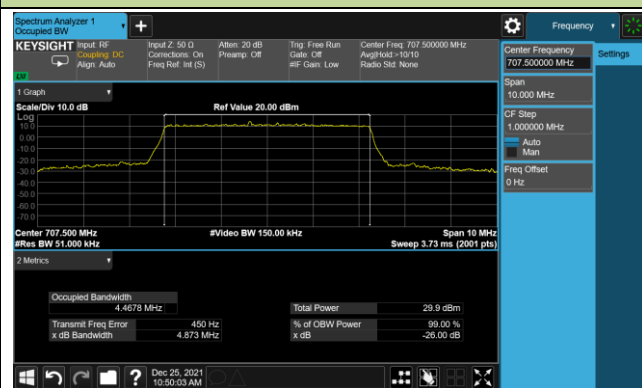 Spectrum Analyzer 1
Occupied BW
Frequency
KEYSIGHT
Input: RF
Coupling: DC
Align: Auto
Input Z: 50 Ω
Corrections: On
Freq Ref: Int (S)
Atten: 20 dB
Preamp: Off
Trig: Free Run
Gate: Off
#IF Gain: Low
Center Freq: 707.500000 MHz
Avg|Hold:>10/10
Radio Std: None
Center Frequency
707.500000 MHz
Settings
Span
10.000 MHz
CF Step
1.000000 MHz
Auto
Man
Freq Offset
0 Hz
1 Graph
Scale/Div 10.0 dB
Ref Value 20.00 dBm
Log
10.0
0.00
-10.0
-20.0
-30.0
-40.0
-50.0
-60.0
-70.0
Center 707.500 MHz
#Video BW 150.00 kHz
Span 10 MHz
#Res BW 51.000 kHz
Sweep 3.73 ms (2001 pts)
2 Metrics
Occupied Bandwidth
4.4678 MHz
Total Power 29.9 dBm
Transmit Freq Error 450 Hz
% of OBW Power 99.00 %
x dB Bandwidth 4.873 MHz
x dB -26.00 dB
?
Dec 25, 2021
10:50:03 AM